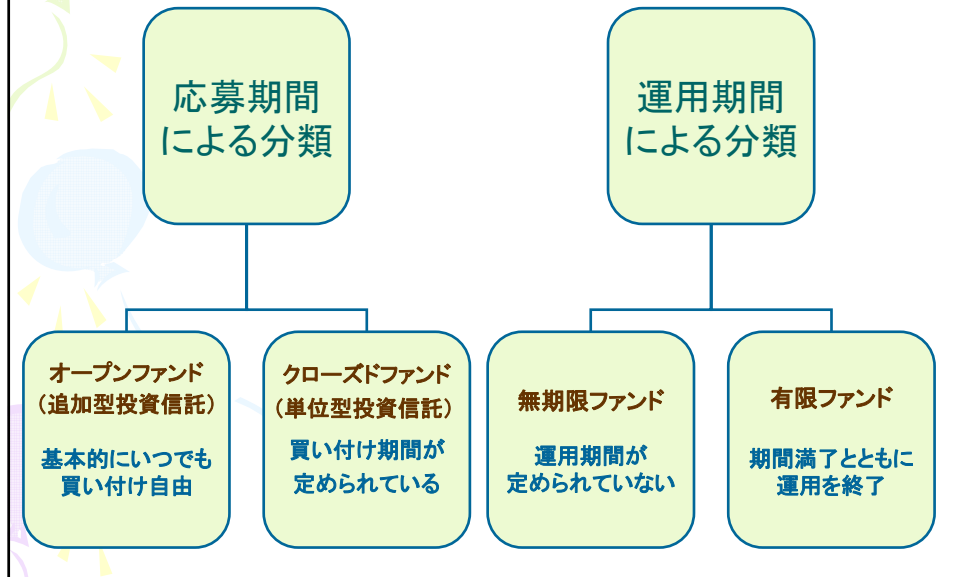 応募期間
による分類
運用期間
による分類
オープンファンド
（追加型投資信託）
基本的にいつでも
買い付け自由
クローズドファンド
（単位型投資信託）
買い付け期間が
定められている
無期限ファンド
運用期間が
定められていない
有限ファンド
期間満了とともに
運用を終了